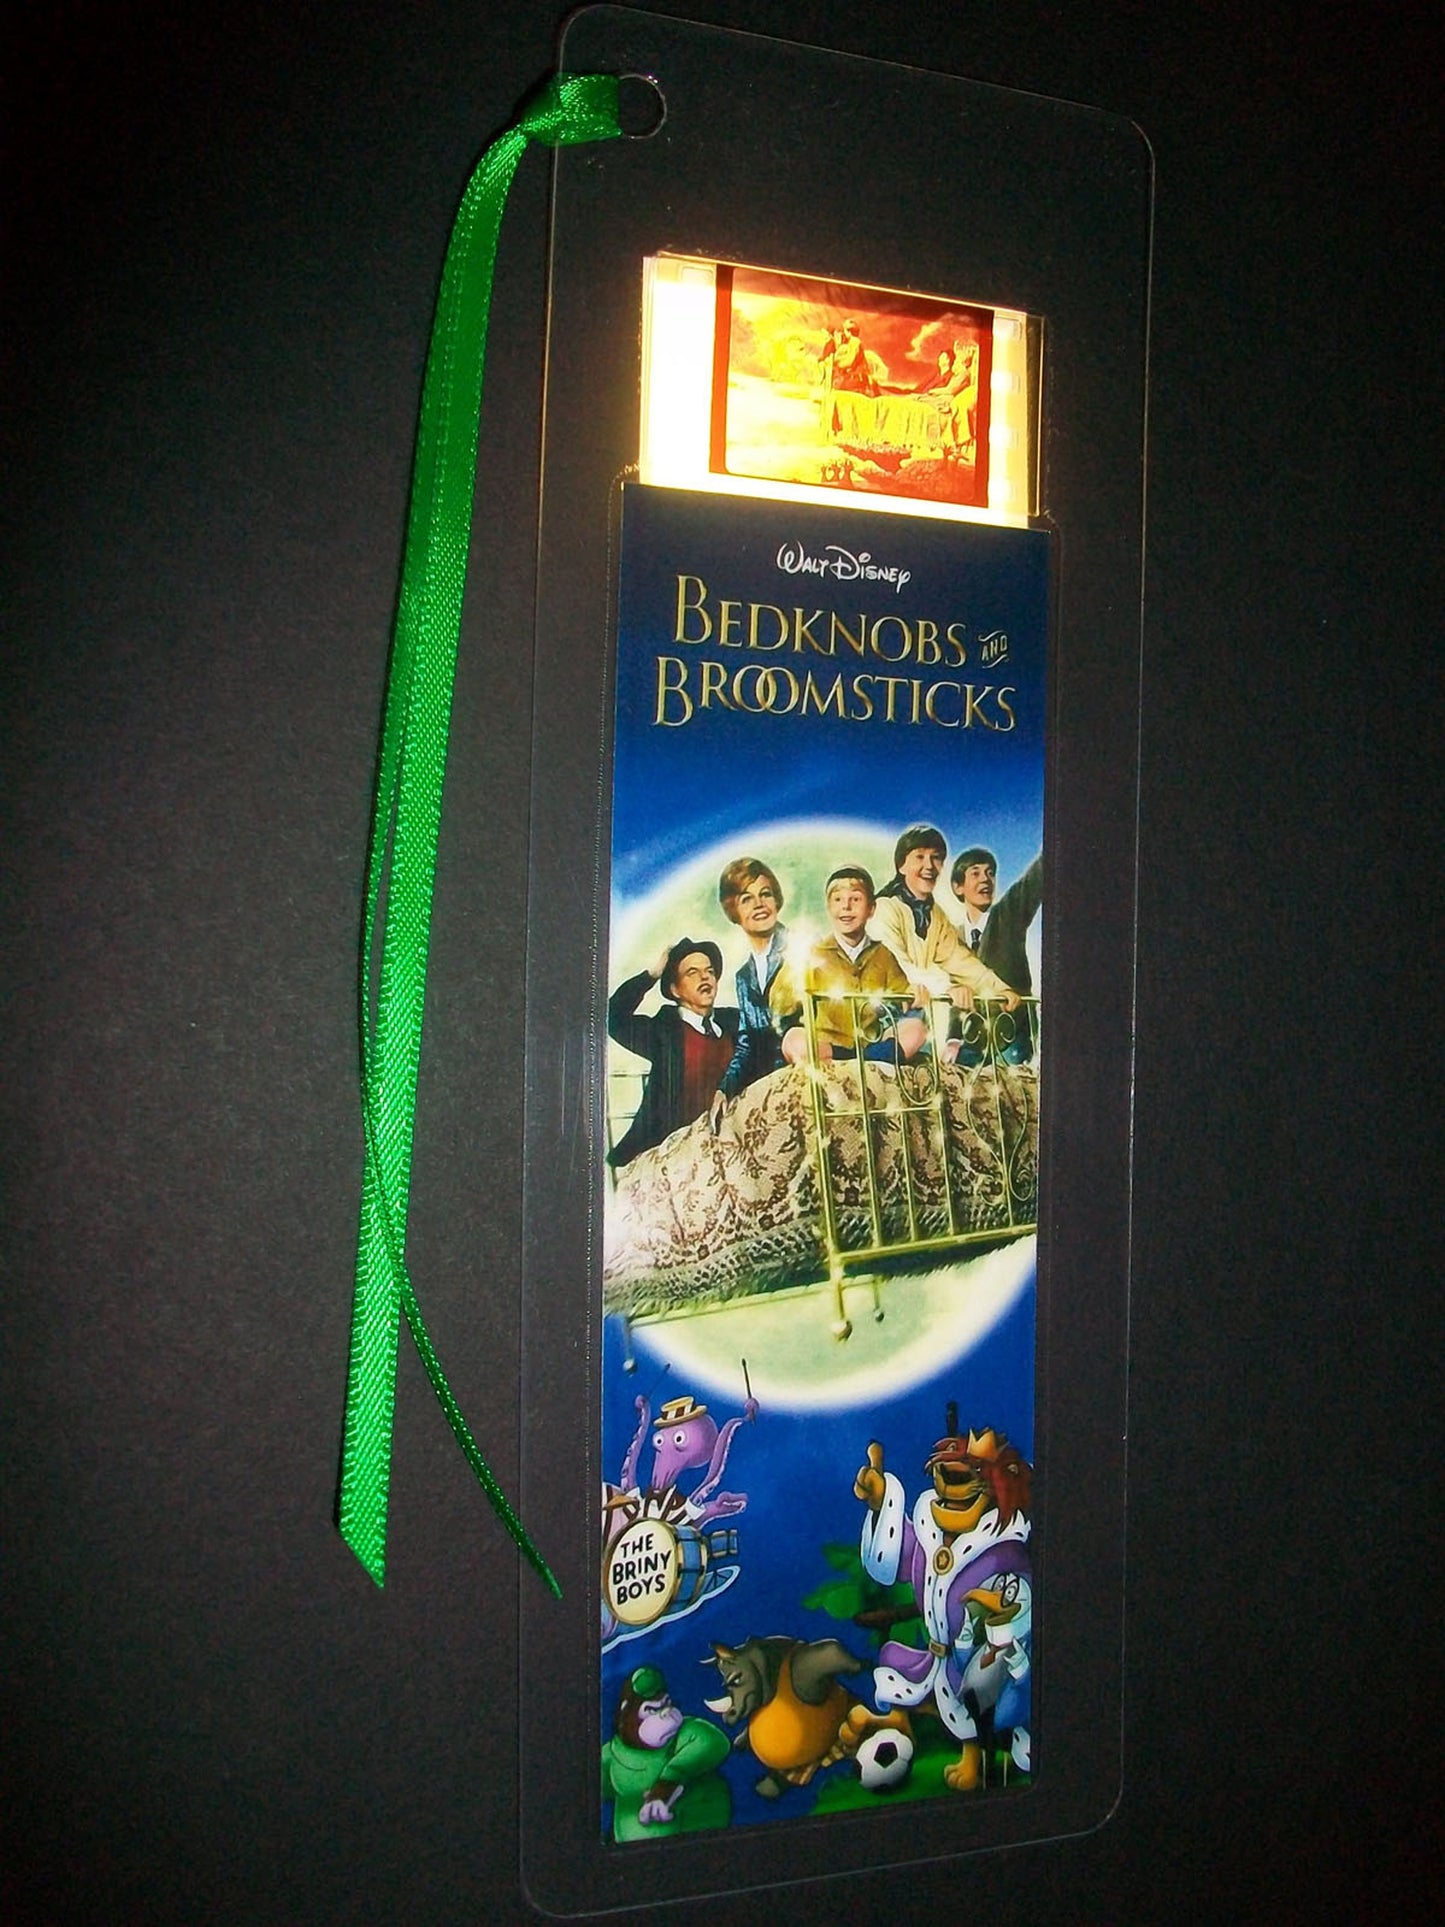 WALT DISNEY
BEDKNOBS AND
BROOMSTICKS
THE
BRINY
BOYS